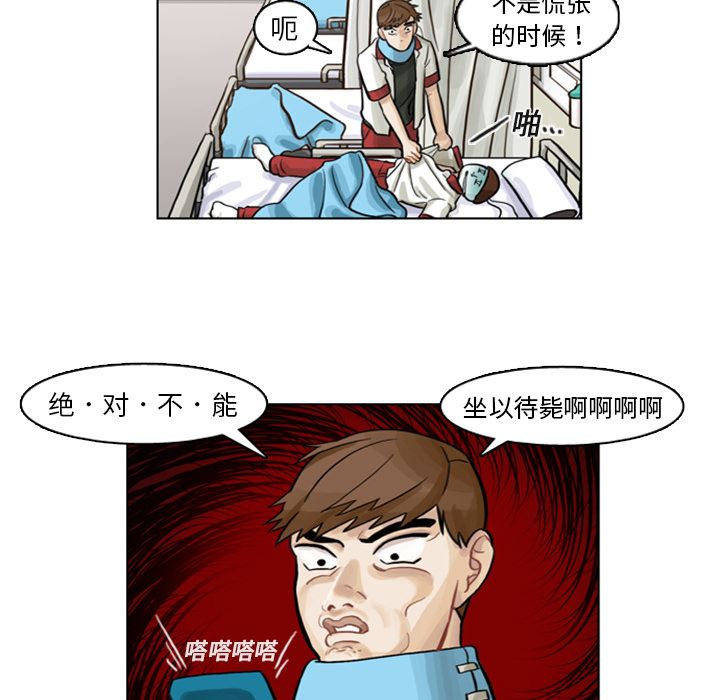 呃
不是慌张
的时候！
啪…
绝·对·不·能
坐以待毙啊啊啊啊
嗒嗒嗒嗒